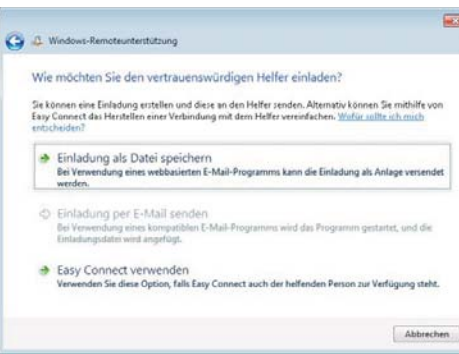 Windows-Remoteunterstützung
Wie möchten Sie den vertrauenswürdigen Helfer einladen?
Sie können eine Einladung erstellen und diese an den Helfer senden. Alternativ können Sie mithilfe von
Easy Connect das Herstellen einer Verbindung mit dem Helfer vereinfachen. Wofür sollte ich mich
entscheiden?
Einladung als Datei speichern
Bei Verwendung eines webbasierten E-Mail-Programms kann die Einladung als Anlage versendet
werden.
Einladung per E-Mail senden
Bei Verwendung eines kompatiblen E-Mail-Programms wird das Programm gestartet, und die
Einladungsdatei wird angefügt.
Easy Connect verwenden
Verwenden Sie diese Option, falls Easy Connect auch der helfenden Person zur Verfügung steht.
Abbrechen